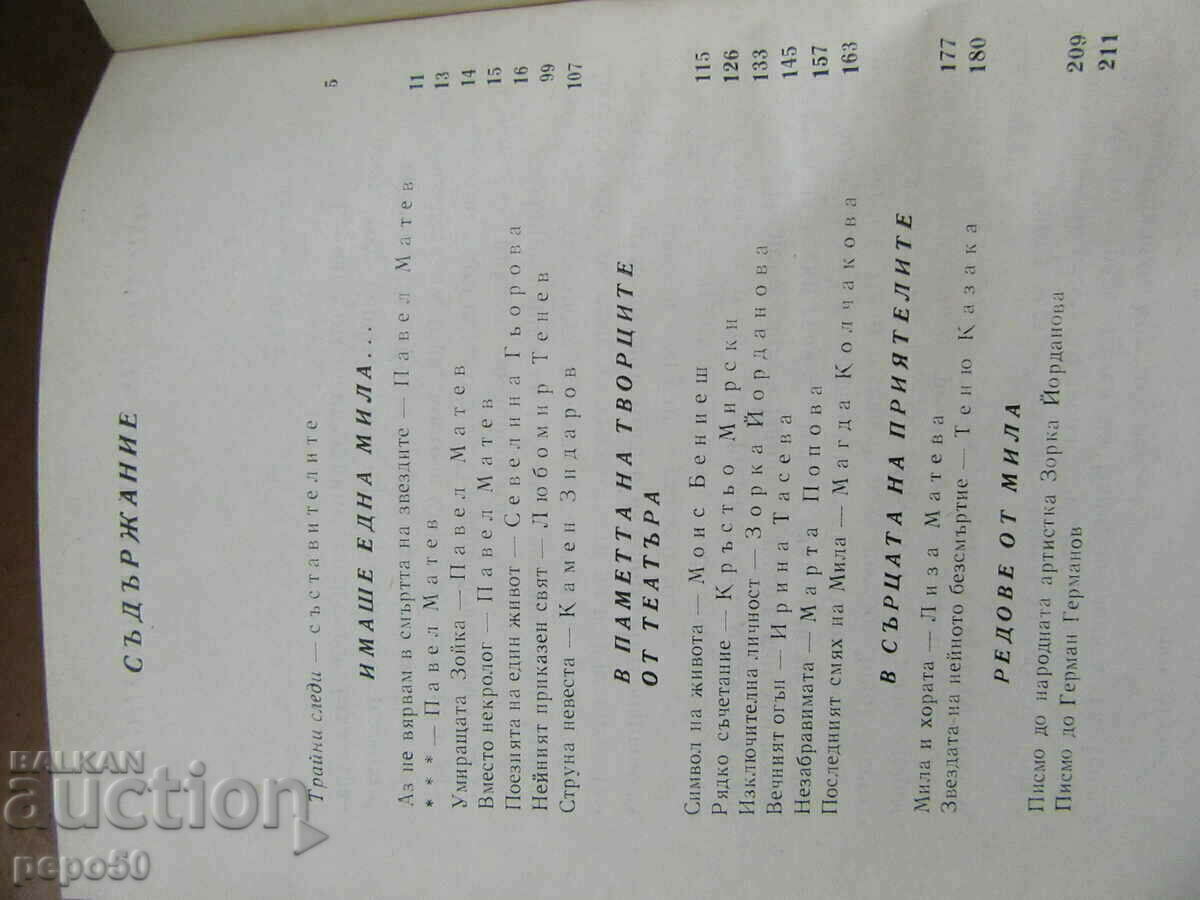 СЪДЪРЖАНИЕ
Трайни следи — съставителите 5
ИМАШЕ ЕДНА МИЛА....
Аз не вярвам в смъртта на звездите — Павел Матев 11
* * * — Павел Матев 13
Умиращата Зойка — Павел Матев 14
Вместо некролог — Павел Матев 15
Поезията на един живот — Севелина Гьорова 16
Нейният приказен свят — Любомир Тенев 99
Струна невеста — Камен Зидаров 107
В ПАМЕТТА НА ТВОРЦИТЕ
ОТ ТЕАТЪРА
Символ на живота — Монс Бениеш 115
Рядко съчетание — Кръстьо Мирски 126
Изключителна личност — Зорка Йорданова 133
Вечният огън — Ирина Тасева 145
Незабравимата — Марта Попова 157
Последният смях на Мила — Магда Колчакова 163
В СЪРЦАТА НА ПРИЯТЕЛИТЕ
Мила и хората — Лиза Матева 177
Звездата на нейното безсмъртие — Теню Казака 180
РЕДОВЕ ОТ МИЛА
Писмо до народната артистка Зорка Йорданова 209
Писмо до Герман Германов 211
BALKAN
auction
pepo50